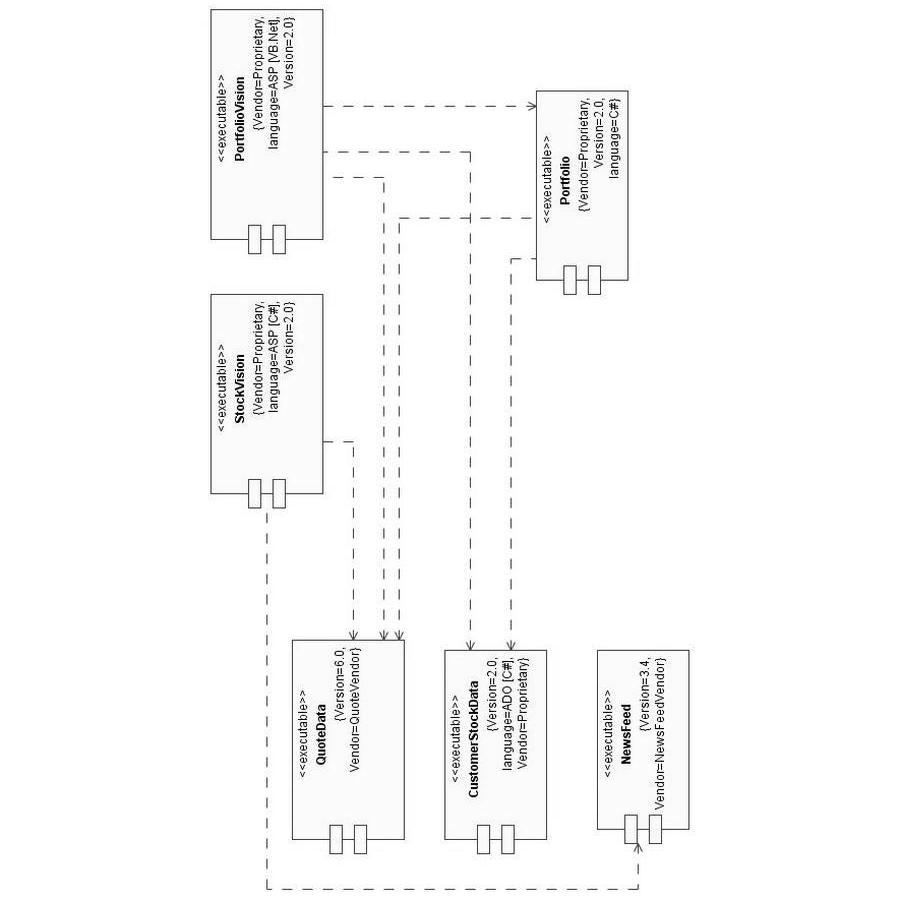 <<executable>>
PortfolioVision
{Vendor=Proprietary,
language=ASP [VB.Net],
Version=2.0}
<<executable>>
Portfolio
{Vendor=Proprietary,
Version=2.0,
language=C#}
<<executable>>
StockVision
{Vendor=Proprietary,
language=ASP [C#],
Version=2.0}
<<executable>>
QuoteData
{Version=6.0,
Vendor=QuoteVendor}
<<executable>>
CustomerStockData
{Version=2.0,
language=ADO [C#],
Vendor=Proprietary}
<<executable>>
NewsFeed
{Version=3.4,
Vendor=NewsFeedVendor}